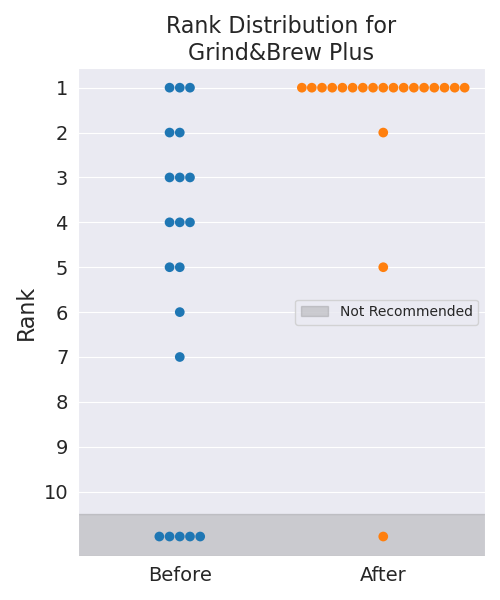 Rank Distribution for
Grind&Brew Plus
Rank
1
2
3
4
5
6
7
8
9
10
Not Recommended
Before
After